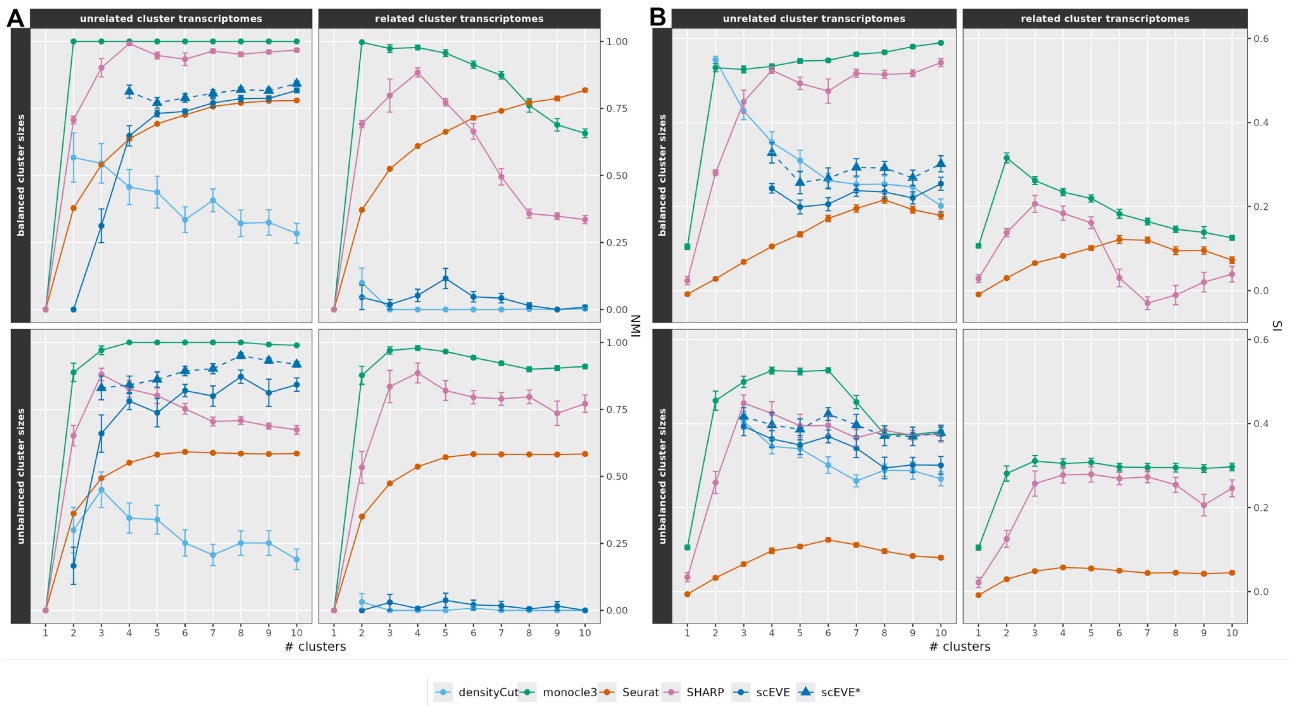 A
unrelated cluster transcriptomes
related cluster transcriptomes
balanced cluster sizes
1.00
0.75
0.50
0.25
0.00
unbalanced cluster sizes
1.00
0.75
0.50
0.25
0.00
NMI
1 2 3 4 5 6 7 8 9 10
1 2 3 4 5 6 7 8 9 10
# clusters
B
unrelated cluster transcriptomes
related cluster transcriptomes
balanced cluster sizes
0.6
0.4
0.2
0.0
unbalanced cluster sizes
0.6
0.4
0.2
0.0
SI
1 2 3 4 5 6 7 8 9 10
1 2 3 4 5 6 7 8 9 10
# clusters
densityCut monocle3 Seurat SHARP scEVE scEVE*